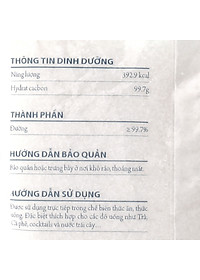 THÔNG TIN DINH DƯỠNG
Năng lượng 392.9 kcal
Hydrat cacbon 99.7g
THÀNH PHẦN
Đường ≥ 99.7%
HƯỚNG DẪN BẢO QUẢN
Bảo quản hoặc trưng bày ở nơi khô ráo, thoáng mát.
HƯỚNG DẪN SỬ DỤNG
Được sử dụng trực tiếp trong chế biến thức ăn, thức
uống. Đặc biệt thích hợp cho các đồ uống như Trà,
Cà phê, cocktails và nước trái cây...